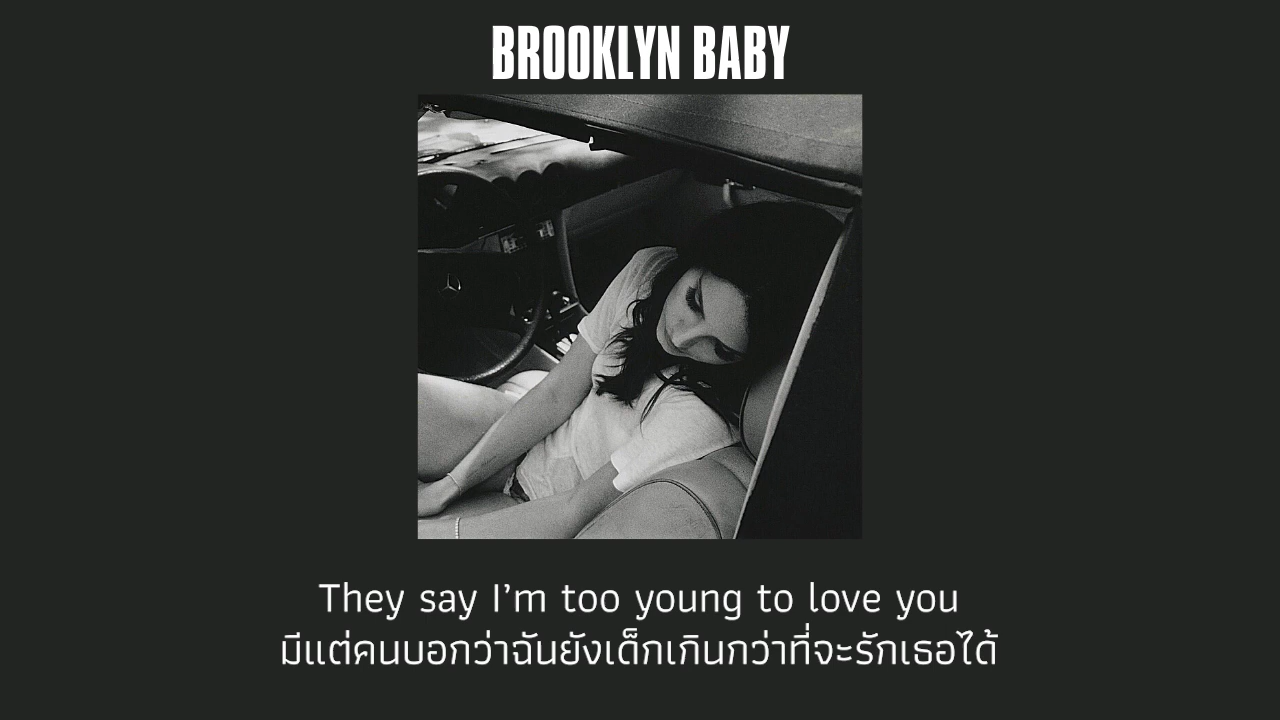 BROOKLYN BABY
They say I’m too young to love you
มีแต่คนบอกว่าฉันยังเด็กเกินกว่าที่จะรักเธอได้